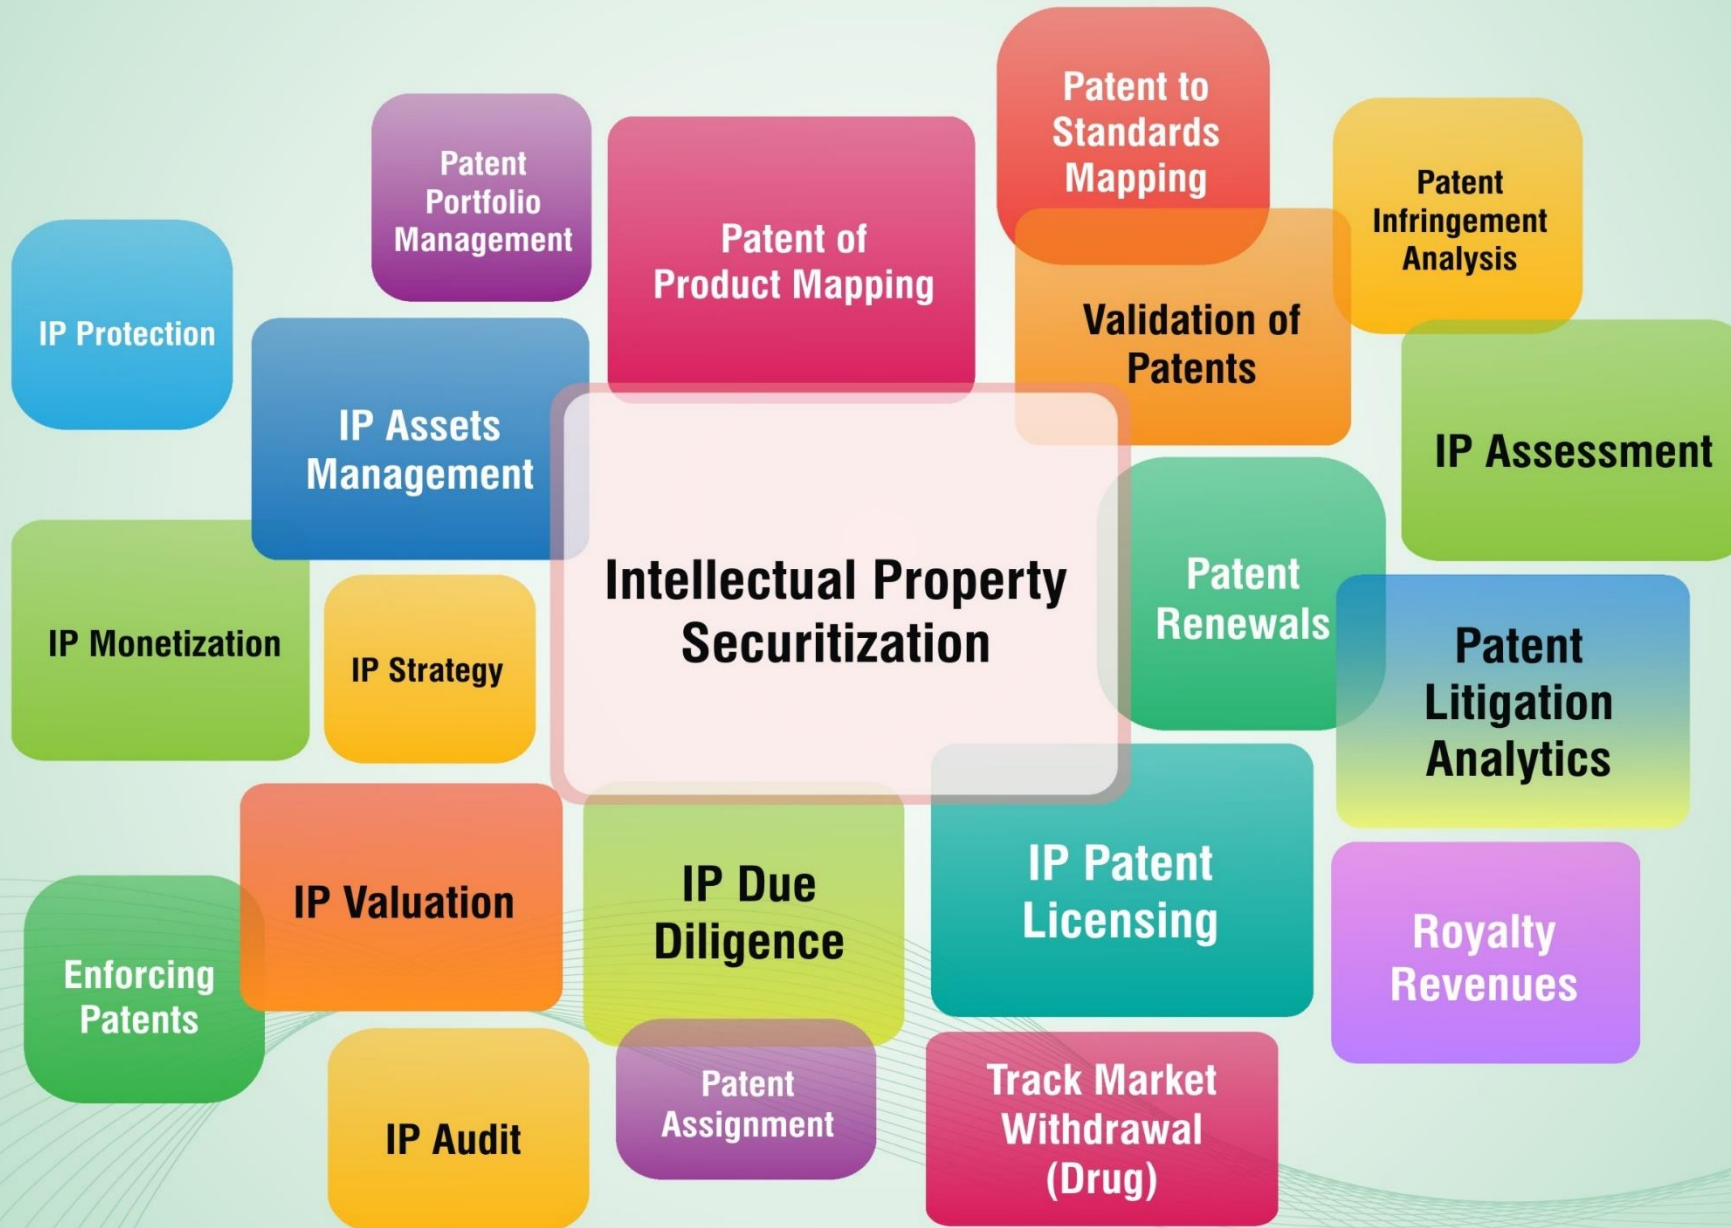 Patent to
Standards
Mapping
Patent
Portfolio
Management
Patent of
Product Mapping
Patent
Infringement
Analysis
IP Protection
Validation of
Patents
IP Assets
Management
IP Assessment
Intellectual Property
Securitization
Patent
Renewals
IP Monetization
IP Strategy
Patent
Litigation
Analytics
IP Valuation
IP Due
Diligence
IP Patent
Licensing
Royalty
Revenues
Enforcing
Patents
IP Audit
Patent
Assignment
Track Market
Withdrawal
(Drug)